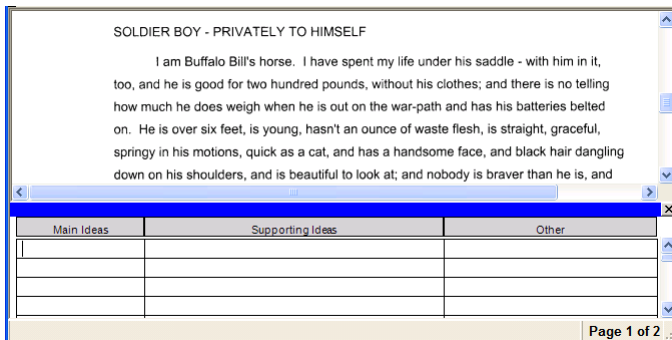 SOLDIER BOY - PRIVATELY TO HIMSELF
I am Buffalo Bill's horse. I have spent my life under his saddle - with him in it,
too, and he is good for two hundred pounds, without his clothes; and there is no telling
how much he does weigh when he is out on the war-path and has his batteries belted
on. He is over six feet, is young, hasn't an ounce of waste flesh, is straight, graceful,
springy in his motions, quick as a cat, and has a handsome face, and black hair dangling
down on his shoulders, and is beautiful to look at; and nobody is braver than he is, and
Main Ideas Supporting Ideas Other
Page 1 of 2